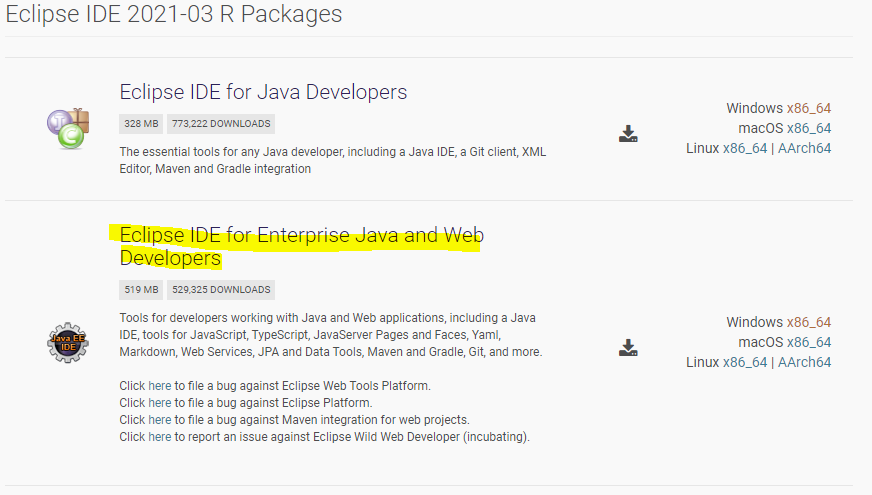 Eclipse IDE 2021-03 R Packages
Eclipse IDE for Java Developers
328 MB 773,222 DOWNLOADS
The essential tools for any Java developer, including a Java IDE, a Git client, XML
Editor, Maven and Gradle integration
Windows x86_64
macOS x86_64
Linux x86_64 | AArch64
Eclipse IDE for Enterprise Java and Web
Developers
519 MB 529,325 DOWNLOADS
Java EE
IDE
Tools for developers working with Java and Web applications, including a Java
IDE, tools for JavaScript, TypeScript, JavaServer Pages and Faces, Yaml,
Markdown, Web Services, JPA and Data Tools, Maven and Gradle, Git, and more.
Click here to file a bug against Eclipse Web Tools Platform.
Click here to file a bug against Eclipse Platform.
Click here to file a bug against Maven integration for web projects.
Click here to report an issue against Eclipse Wild Web Developer (incubating).
Windows x86_64
macOS x86_64
Linux x86_64 | AArch64